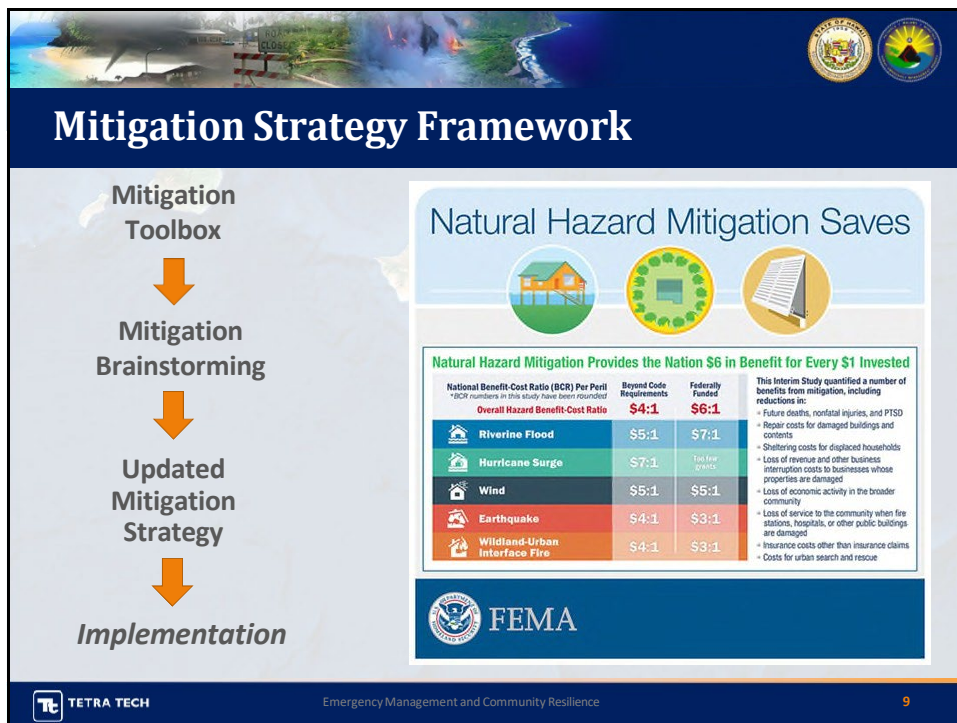 ROAD
CLOSED
STATE OF HAWAII
1959
Mitigation Strategy Framework
Mitigation
Toolbox
Mitigation
Brainstorming
Updated
Mitigation
Strategy
Implementation
Natural Hazard Mitigation Saves
Natural Hazard Mitigation Provides the Nation $6 in Benefit for Every $1 Invested
National Benefit-Cost Ratio (BCR) Per Peril
*BCR numbers in this study have been rounded
Overall Hazard Benefit-Cost Ratio
Beyond Code
Requirements
$4:1
Federally
Funded
$6:1
Riverine Flood $5:1 $7:1
Hurricane Surge $7:1 Too few
grants
Wind $5:1 $5:1
Earthquake $4:1 $3:1
Wildland-Urban
Interface Fire $4:1 $3:1
This Interim Study quantified a number of
benefits from mitigation, including
reductions in:
Future deaths, nonfatal injuries, and PTSD
Repair costs for damaged buildings and
contents
Sheltering costs for displaced households
Loss of revenue and other business
interruption costs to businesses whose
properties are damaged
Loss of economic activity in the broader
community
Loss of service to the community when fire
stations, hospitals, or other public buildings
are damaged
Insurance costs other than insurance claims
Costs for urban search and rescue
FEMA
Tt TETRA TECH
Emergency Management and Community Resilience
9